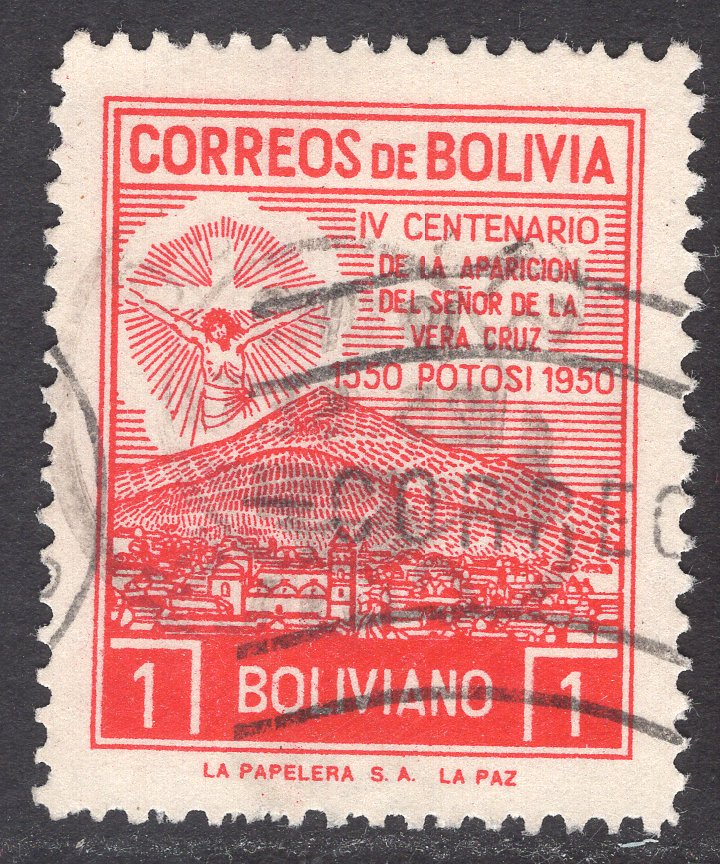 CORREOS DE BOLIVIA
IV CENTENARIO
DE LA APARICION
DEL SEÑOR DE LA
VERA CRUZ
1550 POTOSI 1950
CORREO
1 BOLIVIANO 1
LA PAPELERA S. A. LA PAZ